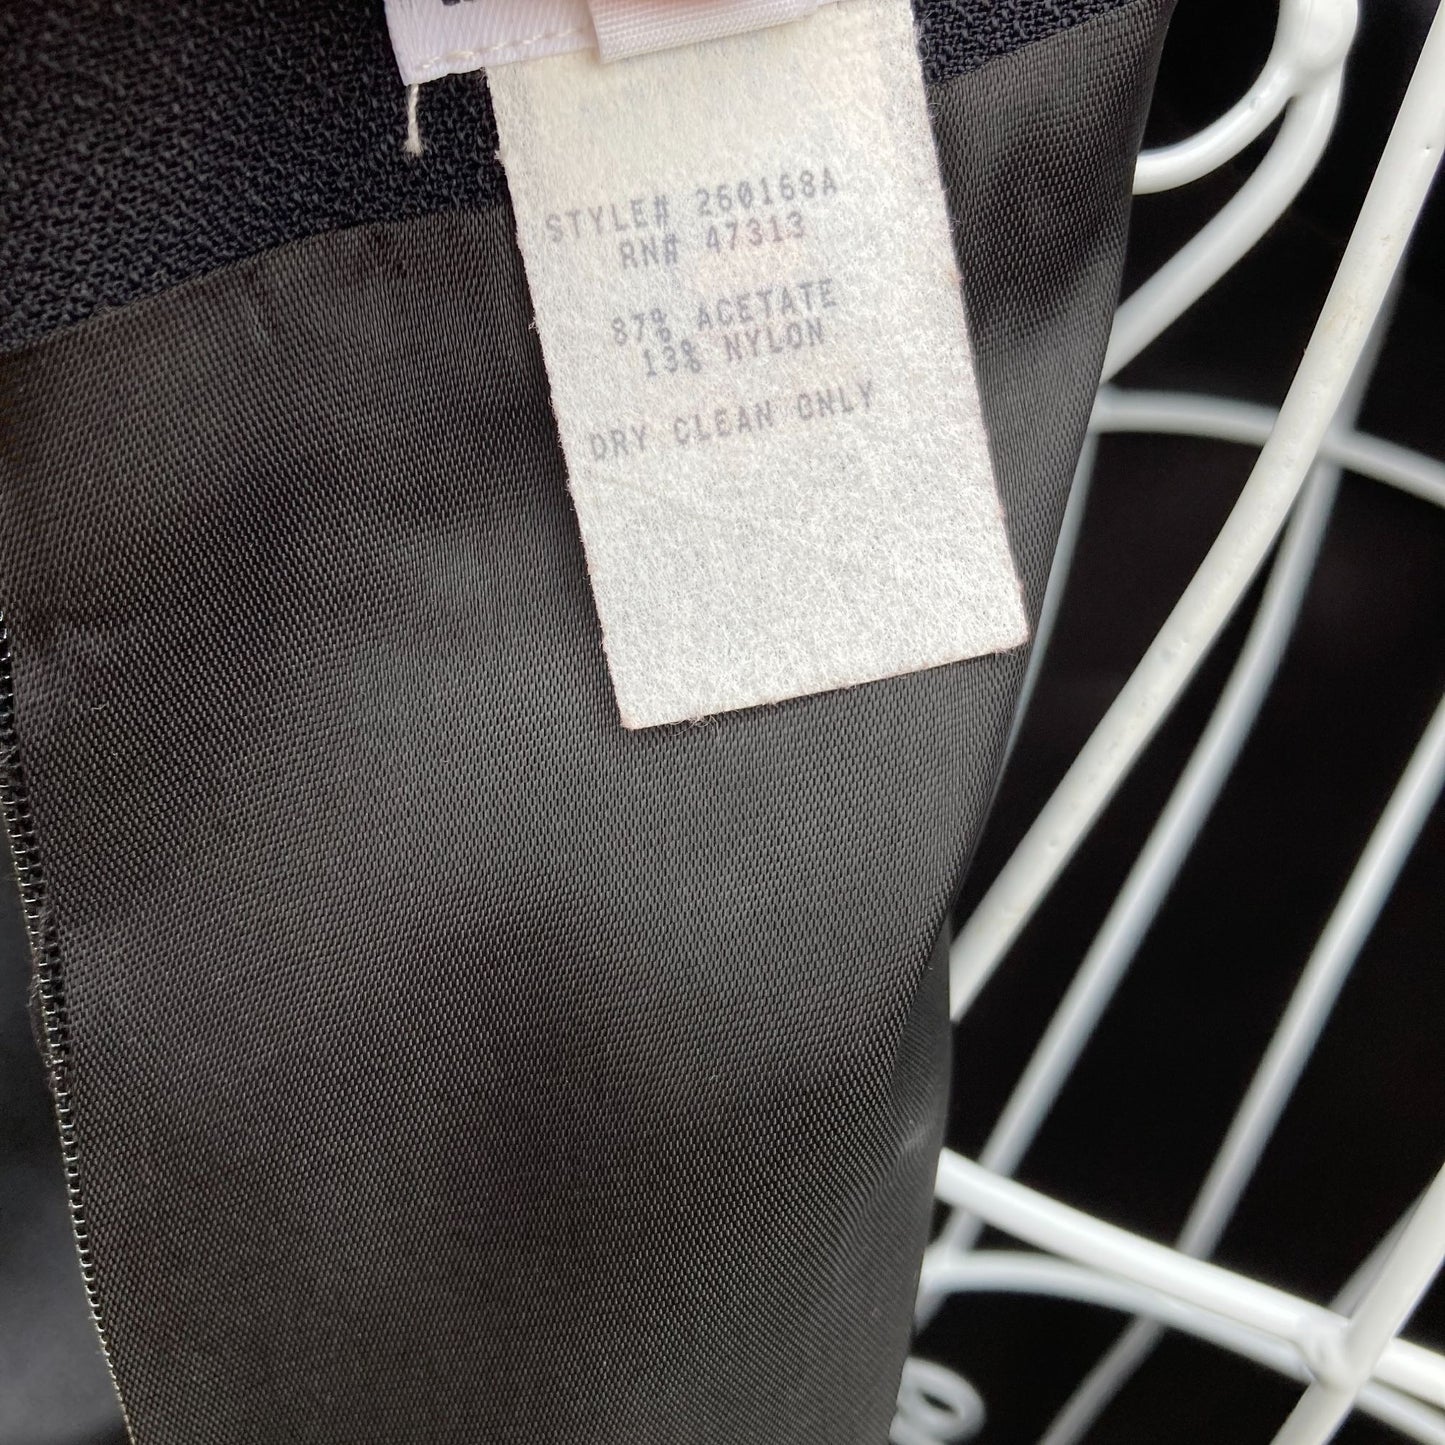 STYLE# 260168A
RN# 47313
87% ACETATE
13% NYLON
DRY CLEAN ONLY